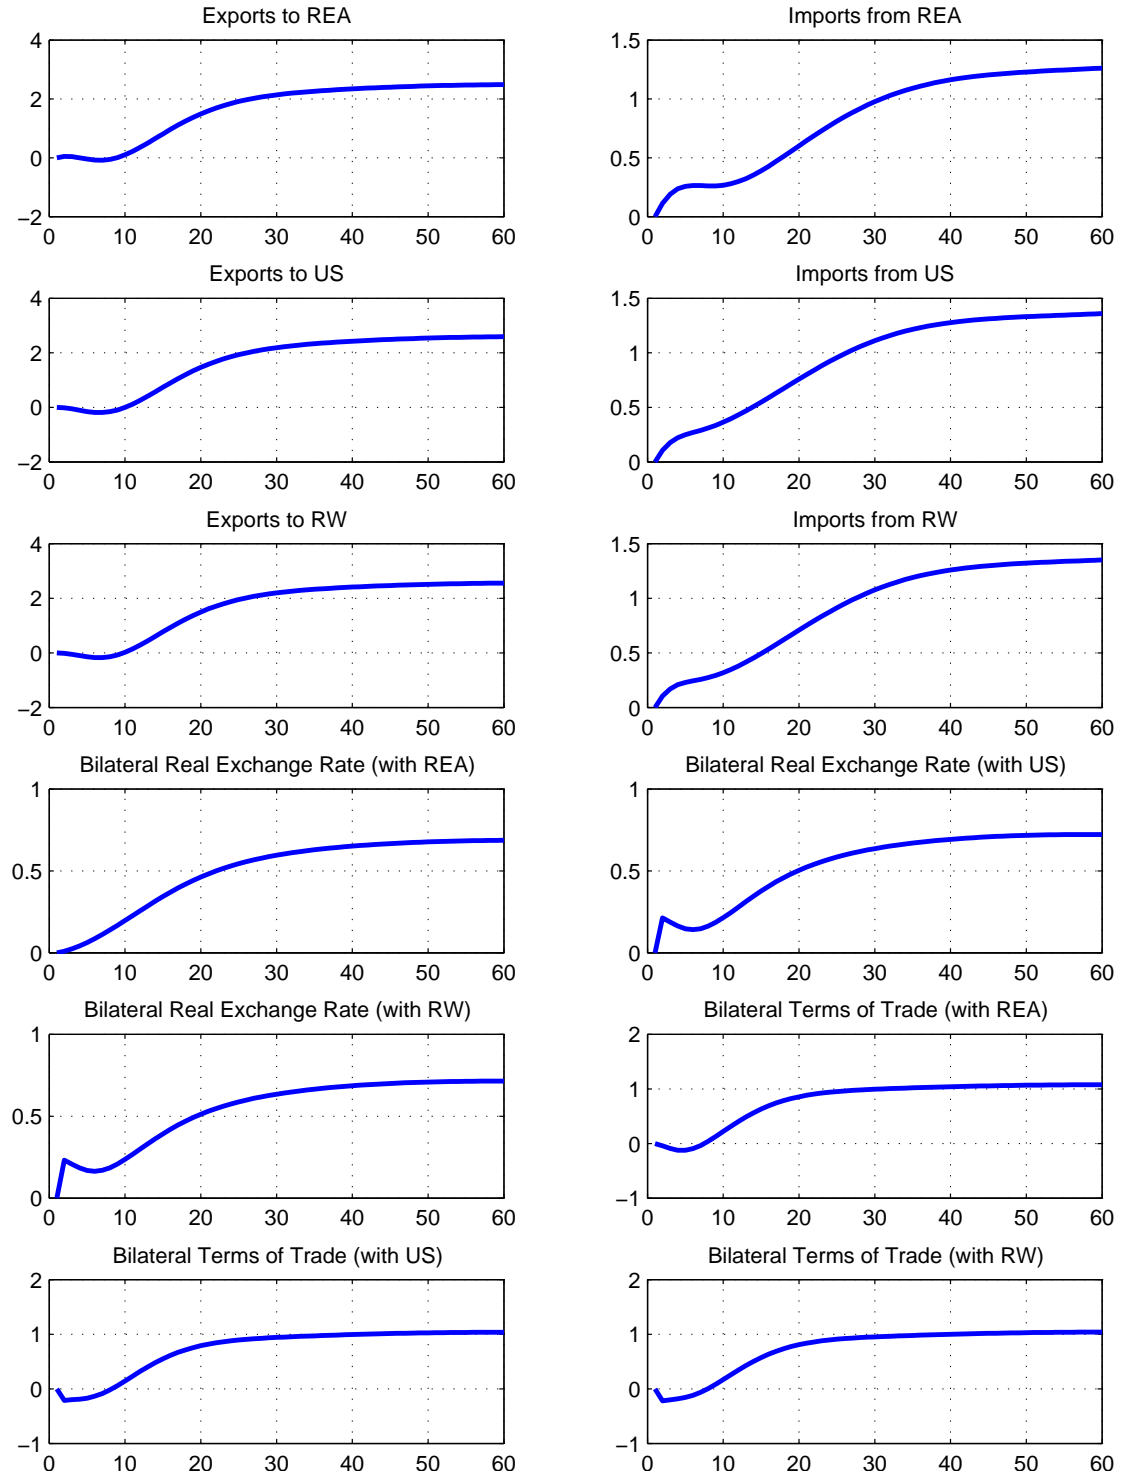 Exports to REA
4
2
0
−2
0 10 20 30 40 50 60
Imports from REA
1.5
1
0.5
0
0 10 20 30 40 50 60
Exports to US
4
2
0
−2
0 10 20 30 40 50 60
Imports from US
1.5
1
0.5
0
0 10 20 30 40 50 60
Exports to RW
4
2
0
−2
0 10 20 30 40 50 60
Imports from RW
1.5
1
0.5
0
0 10 20 30 40 50 60
Bilateral Real Exchange Rate (with REA)
1
0.5
0
0 10 20 30 40 50 60
Bilateral Real Exchange Rate (with US)
1
0.5
0
0 10 20 30 40 50 60
Bilateral Real Exchange Rate (with RW)
1
0.5
0
0 10 20 30 40 50 60
Bilateral Terms of Trade (with REA)
2
1
0
−1
0 10 20 30 40 50 60
Bilateral Terms of Trade (with US)
2
1
0
−1
0 10 20 30 40 50 60
Bilateral Terms of Trade (with RW)
2
1
0
−1
0 10 20 30 40 50 60